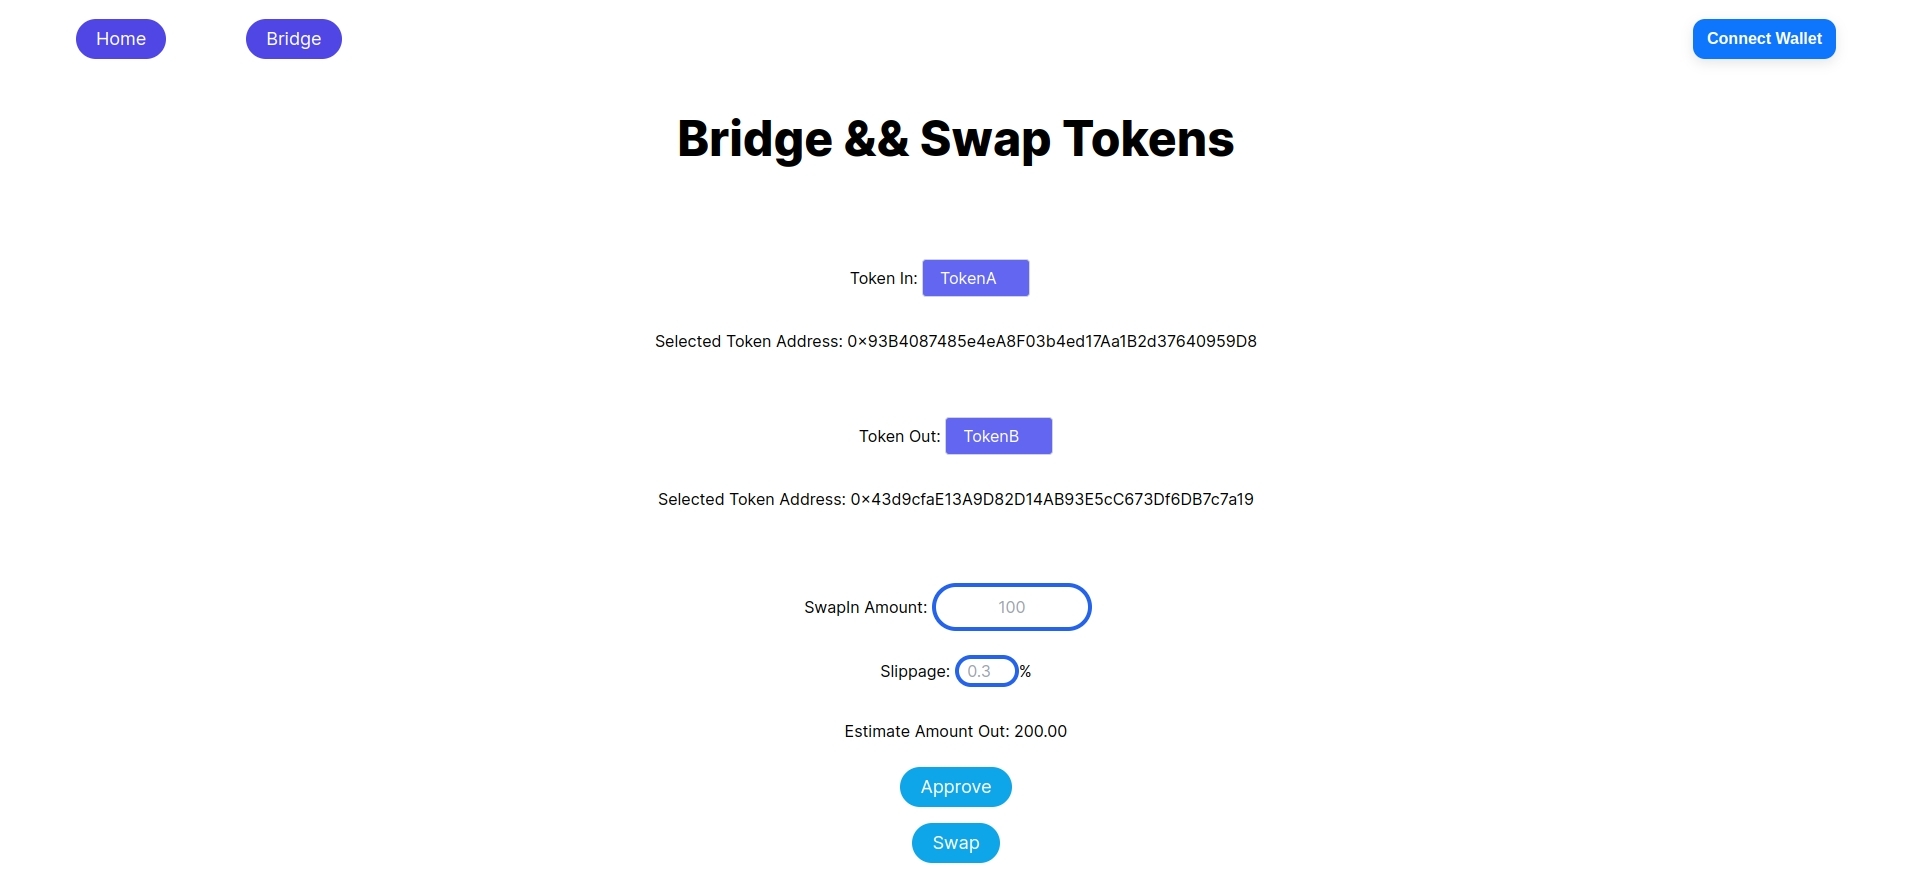 Home Bridge Connect Wallet
Bridge && Swap Tokens
Token In: TokenA
Selected Token Address: 0x93B4087485e4eA8F03b4ed17Aa1B2d37640959D8
Token Out: TokenB
Selected Token Address: 0x43d9cfaE13A9D82D14AB93E5cC673Df6DB7c7a19
SwapIn Amount: 100
Slippage: 0.3 %
Estimate Amount Out: 200.00
Approve
Swap